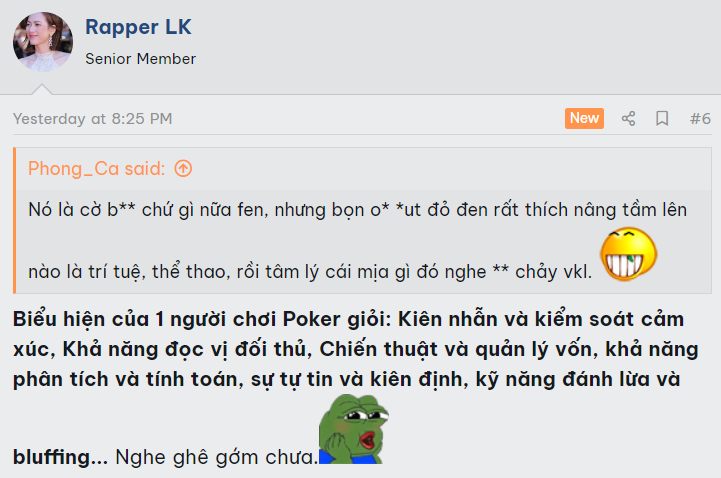 Rapper LK
Senior Member
Yesterday at 8:25 PM
New
#6
Phong_Ca said:
Nó là cờ b** chứ gì nữa fen, nhưng bọn o* *ut đỏ đen rất thích nâng tầm lên
nào là trí tuệ, thể thao, rồi tâm lý cái mịa gì đó nghe ** chảy vkl.
Biểu hiện của 1 người chơi Poker giỏi: Kiên nhẫn và kiểm soát cảm
xúc, Khả năng đọc vị đối thủ, Chiến thuật và quản lý vốn, khả năng
phân tích và tính toán, sự tự tin và kiên định, kỹ năng đánh lừa và
bluffing... Nghe ghê gớm chưa.